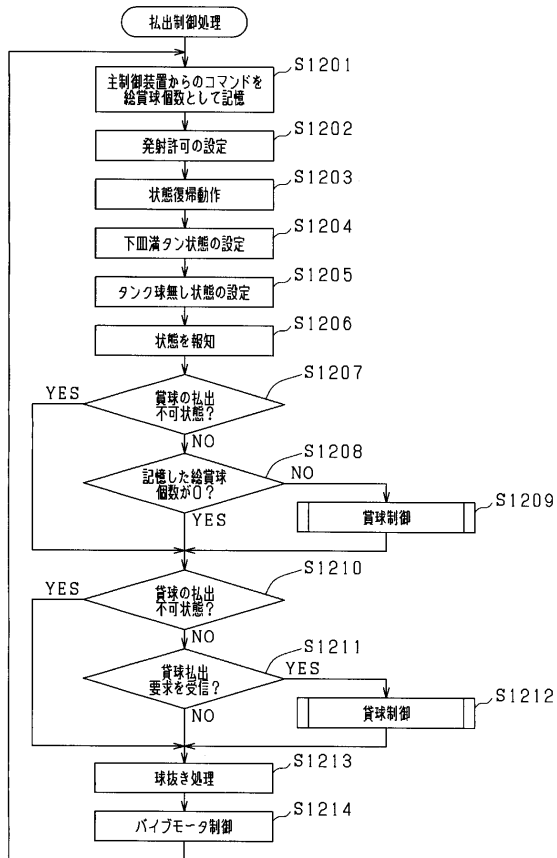 払出制御処理
S1201
主制御装置からのコマンドを
総賞球個数として記憶
S1202
発射許可の設定
S1203
状態復帰動作
S1204
下皿満タン状態の設定
S1205
タンク球無し状態の設定
S1206
状態を報知
S1207
YES
賞球の払出
不可状態?
NO
S1208
記憶した総賞球
個数が0?
NO
YES
S1209
賞球制御
S1210
YES
貸球の払出
不可状態?
NO
S1211
貸球払出
要求を受信?
YES
NO
S1212
貸球制御
S1213
球抜き処理
S1214
バイブモータ制御